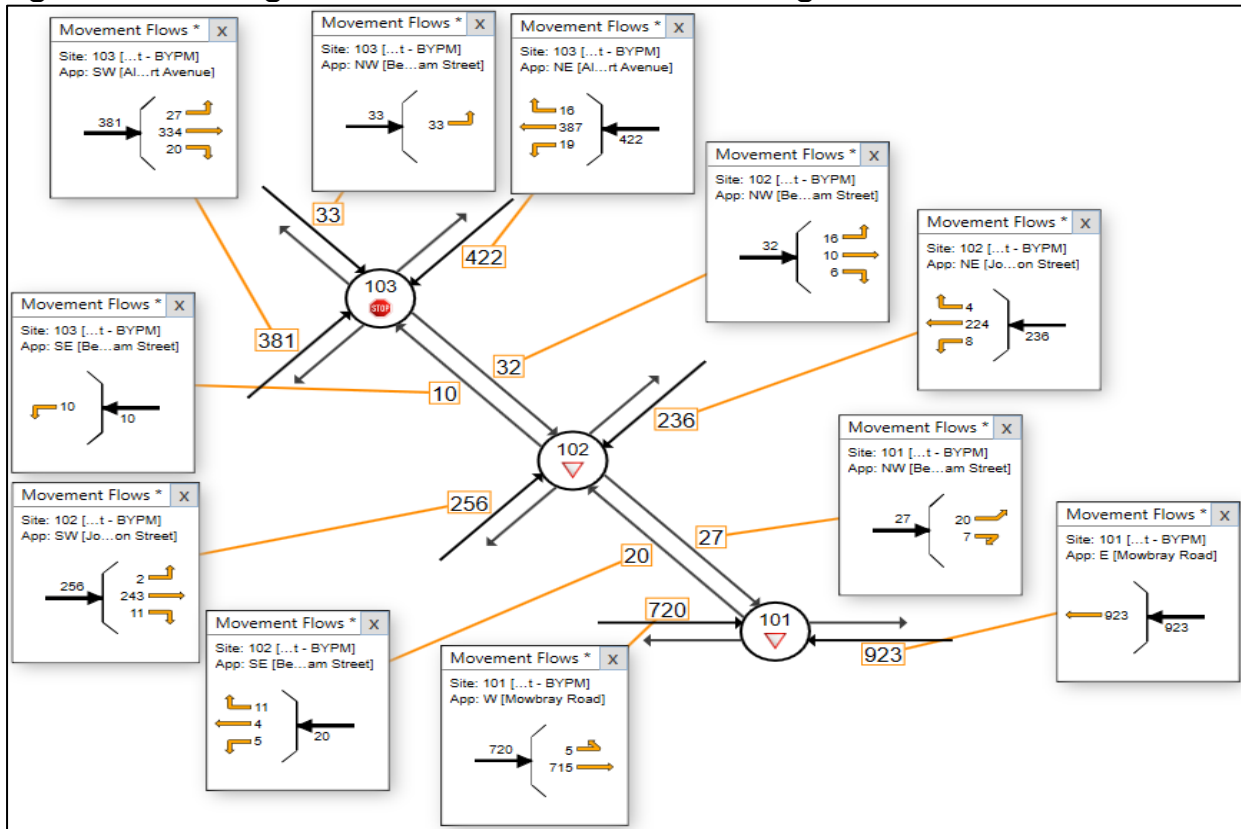 Movement Flows * X
Site: 103 [...t - BYPM]
App: SW [Al...rt Avenue]
381
27
334
20
Movement Flows * X
Site: 103 [...t - BYPM]
App: NW [Be...am Street]
33
33
Movement Flows * X
Site: 103 [...t - BYPM]
App: NE [Al...rt Avenue]
16
387
19
422
Movement Flows * X
Site: 102 [...t - BYPM]
App: NW [Be...am Street]
32
16
10
6
Movement Flows * X
Site: 102 [...t - BYPM]
App: NE [Jo...on Street]
4
224
8
236
33
422
103
STOP
381
32
10
236
102
256
27
20
720
101
923
Movement Flows * X
Site: 103 [...t - BYPM]
App: SE [Be...am Street]
10
10
Movement Flows * X
Site: 101 [...t - BYPM]
App: NW [Be...am Street]
27
20
7
Movement Flows * X
Site: 102 [...t - BYPM]
App: SW [Jo...on Street]
256
2
243
11
Movement Flows * X
Site: 101 [...t - BYPM]
App: E [Mowbray Road]
923
923
Movement Flows * X
Site: 102 [...t - BYPM]
App: SE [Be...am Street]
11
4
5
20
Movement Flows * X
Site: 101 [...t - BYPM]
App: W [Mowbray Road]
720
5
715